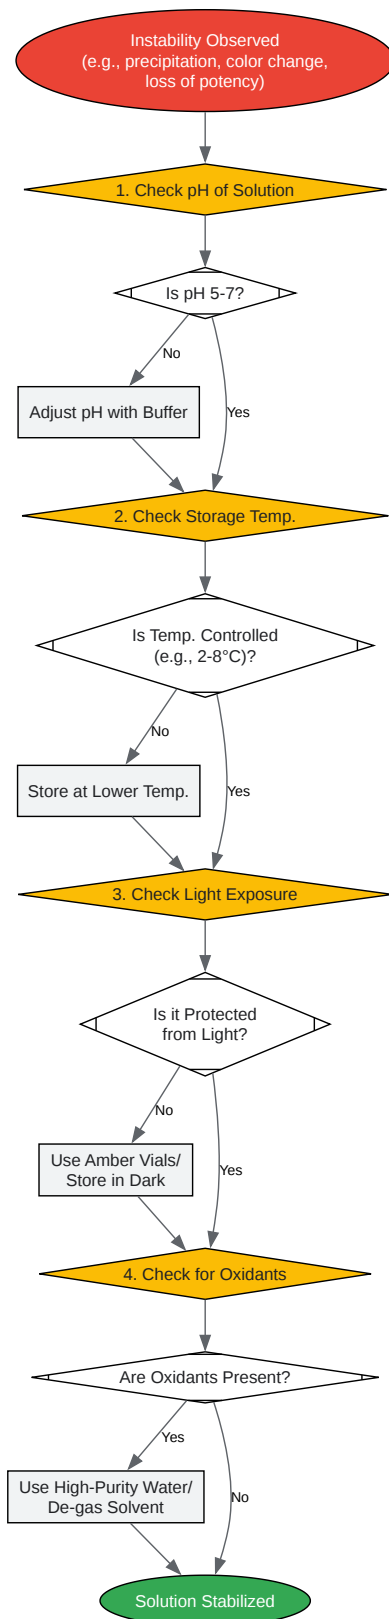 Instability Observed
(e.g., precipitation, color change,
loss of potency)
1. Check pH of Solution
Is pH 5-7?
No
Adjust pH with Buffer
Yes
2. Check Storage Temp.
Is Temp. Controlled
(e.g., 2-8°C)?
No
Store at Lower Temp.
Yes
3. Check Light Exposure
Is it Protected
from Light?
No
Use Amber Vials/
Store in Dark
Yes
4. Check for Oxidants
Are Oxidants Present?
Yes
Use High-Purity Water/
De-gas Solvent
No
Solution Stabilized